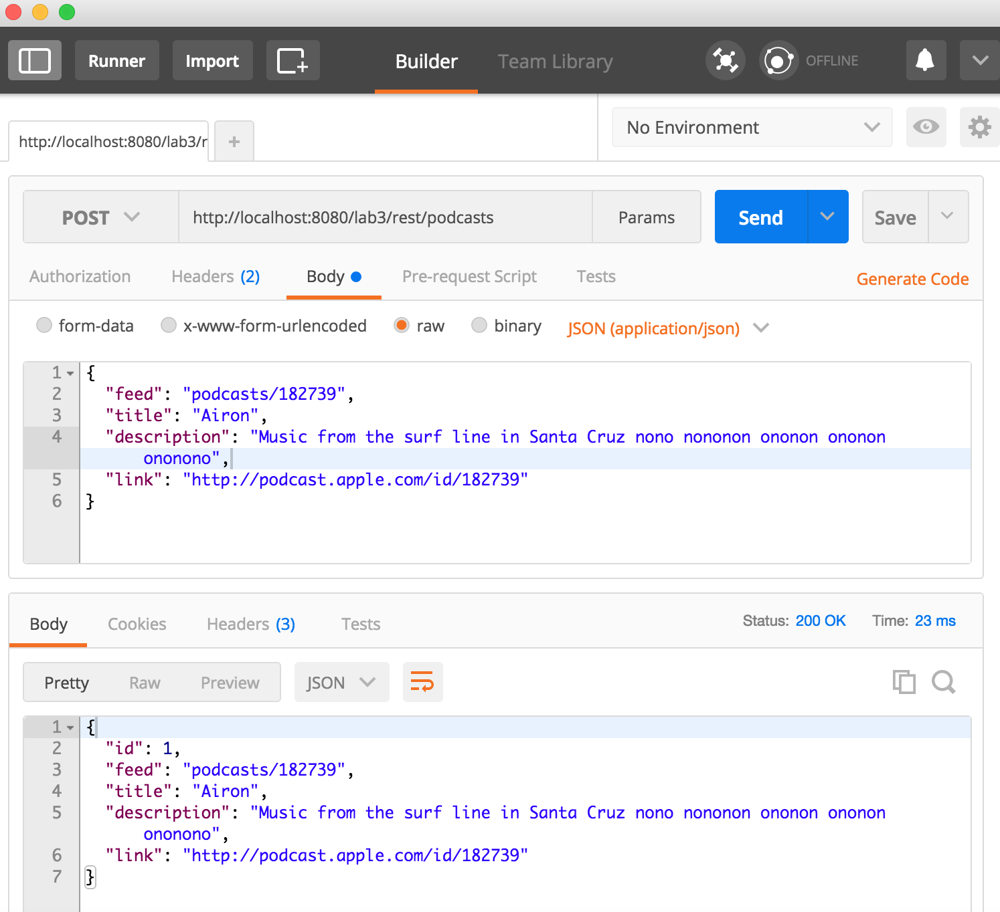 Runner Import Builder Team Library OFFLINE
http://localhost:8080/lab3/r + No Environment
POST http://localhost:8080/lab3/rest/podcasts Params Send Save
Authorization Headers (2) Body Pre-request Script Tests Generate Code
form-data x-www-form-urlencoded raw binary JSON (application/json)
1 {
2 "feed": "podcasts/182739",
3 "title": "Airon",
4 "description": "Music from the surf line in Santa Cruz nono nononon ononon ononon
onon​ono",
5 "link": "http://podcast.apple.com/id/182739"
6 }
Body Cookies Headers (3) Tests Status: 200 OK Time: 23 ms
Pretty Raw Preview JSON
1 {
2 "id": 1,
3 "feed": "podcasts/182739",
4 "title": "Airon",
5 "description": "Music from the surf line in Santa Cruz nono nononon ononon ononon
ononono",
6 "link": "http://podcast.apple.com/id/182739"
7 }